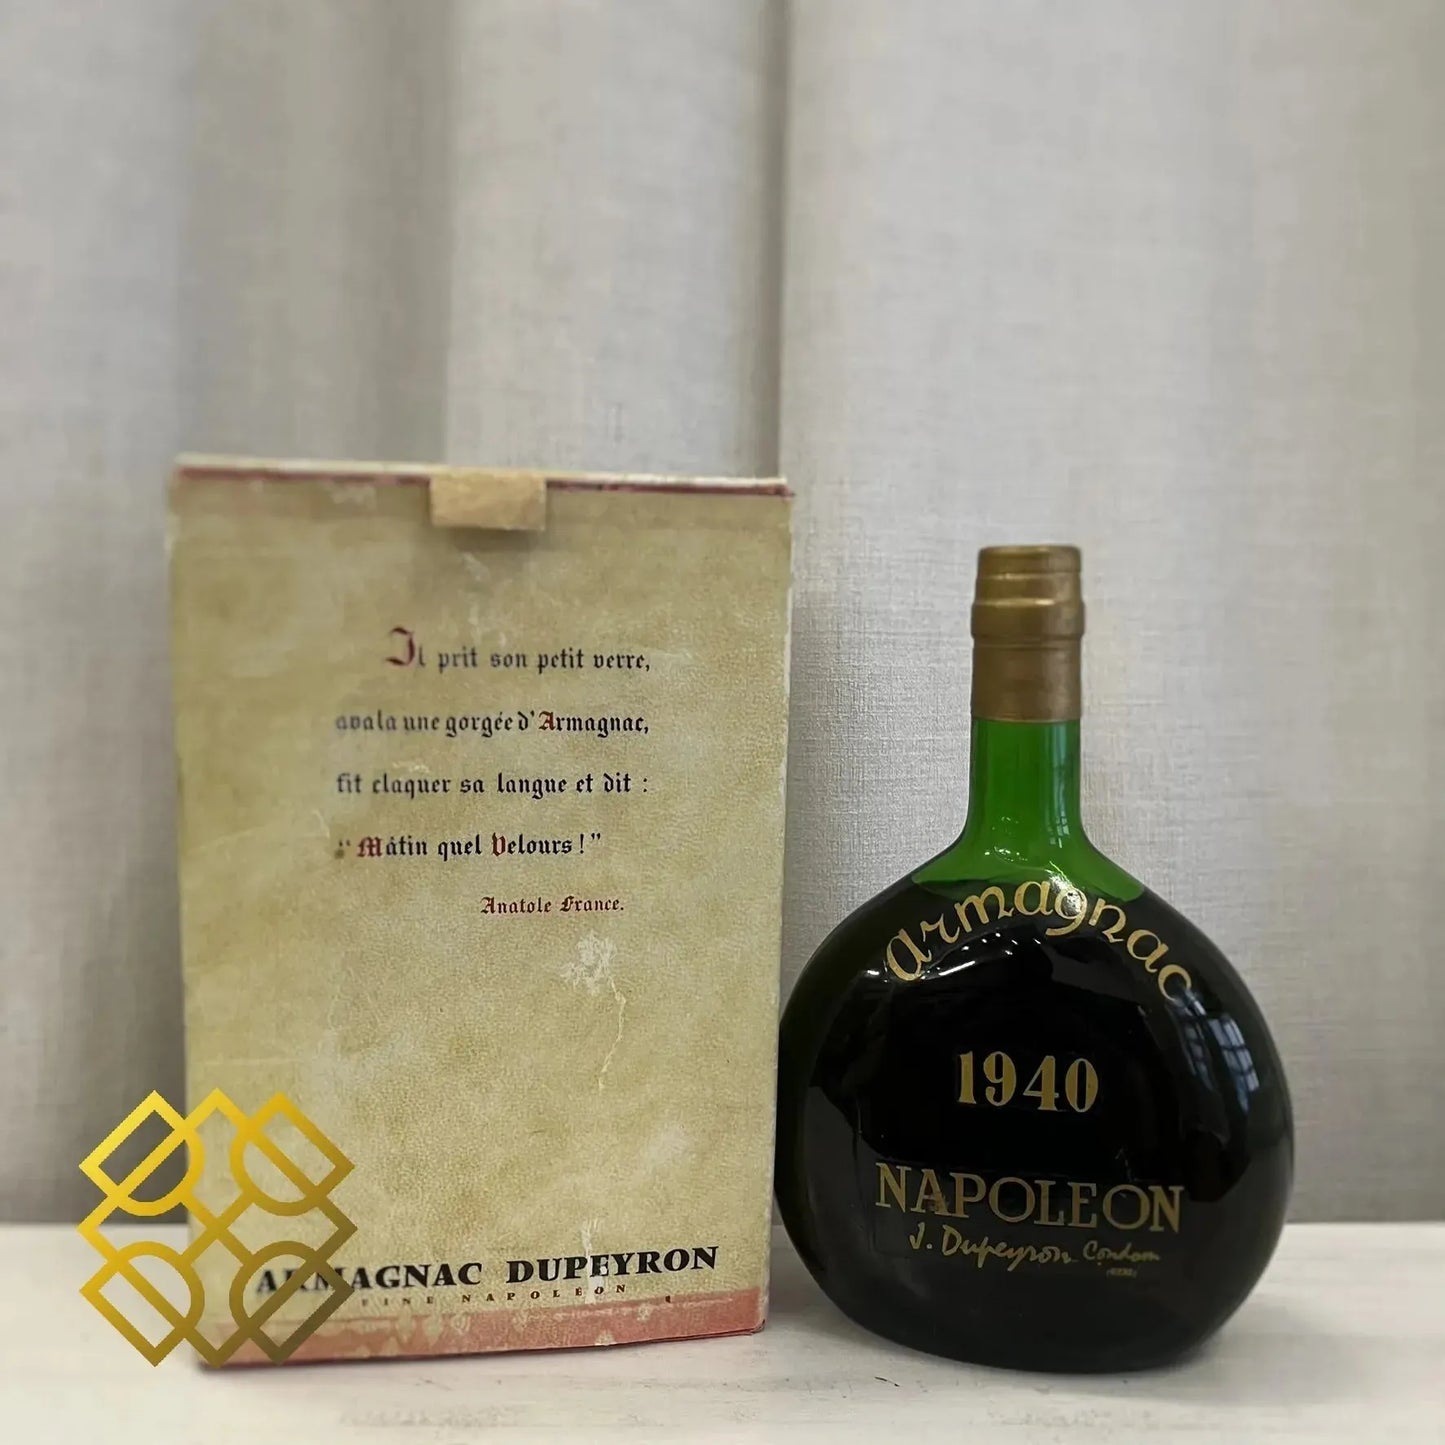 Il prit son petit verre,
avala une gorgée d'Armagnac,
fit claquer sa langue et dit :
"Mâtin quel Velours!"
Anatole France.
ARMAGNAC DUPEYRON
FINE NAPOLEON
Armagnac
1940
NAPOLEON
J. Dupeyron Condom